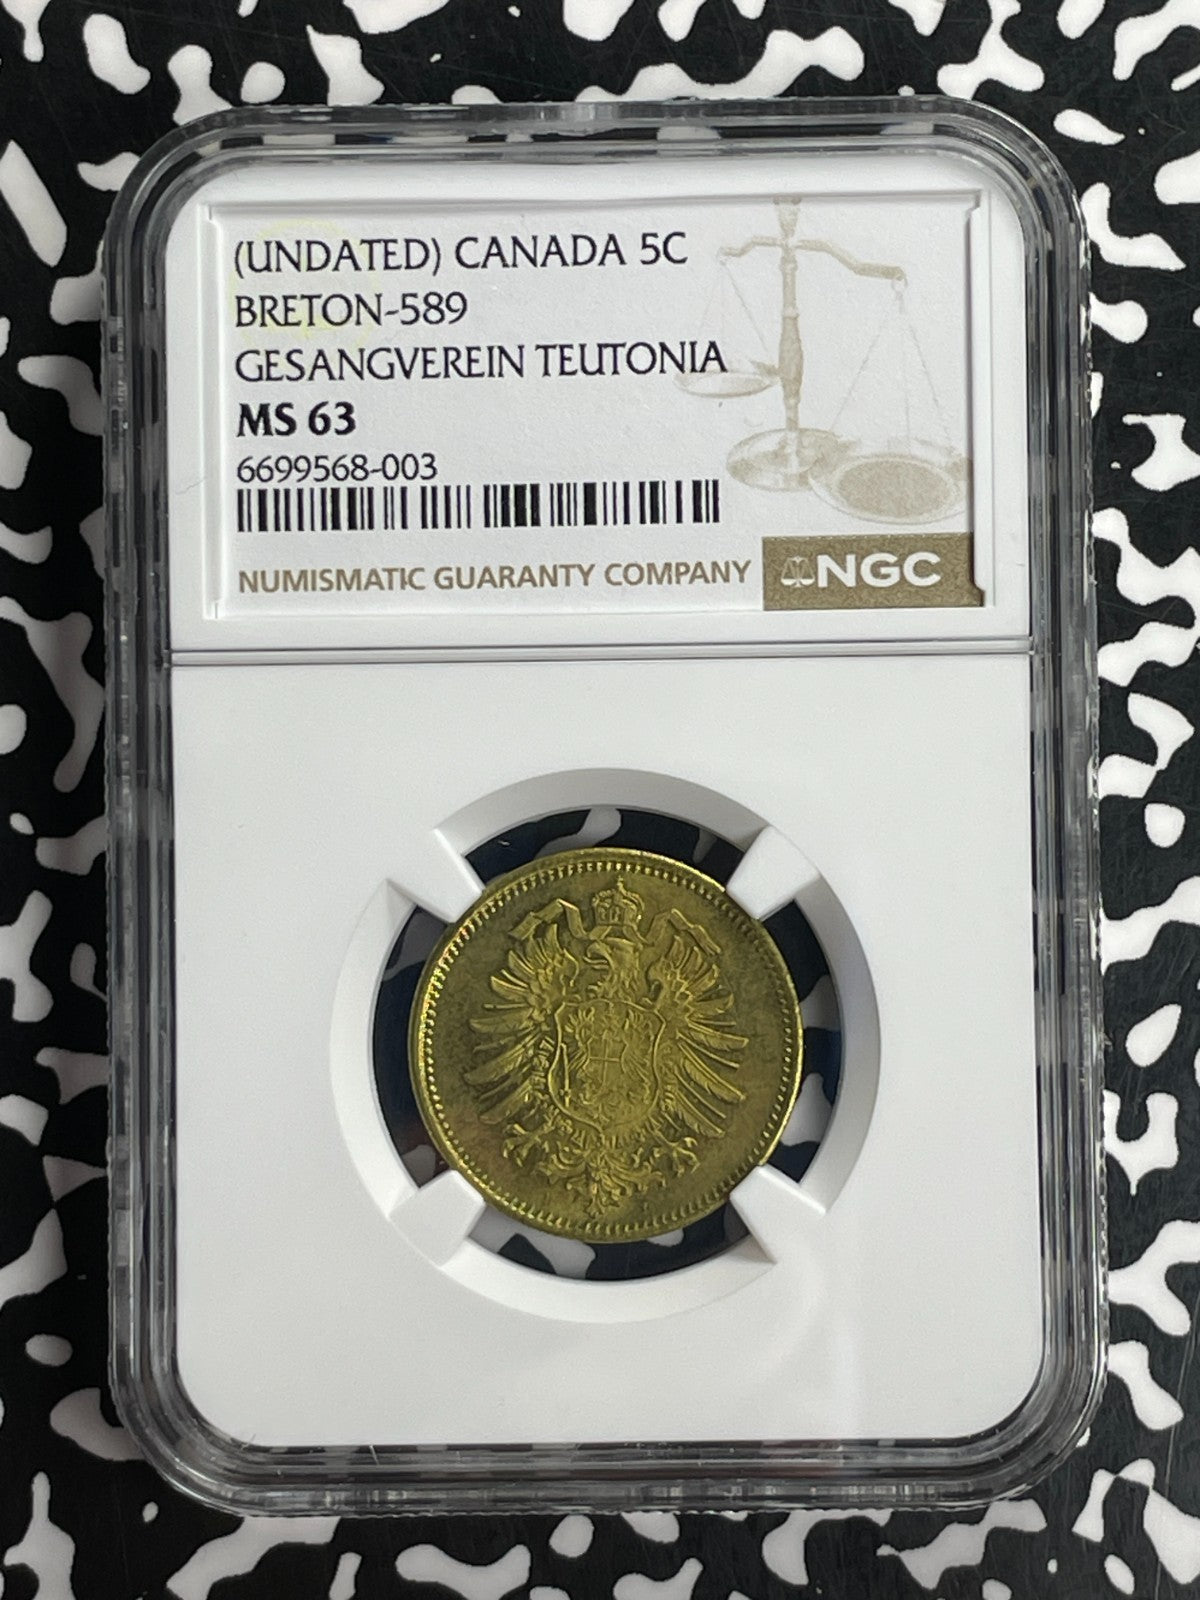 (UNDATED) CANADA 5C
BRETON-589
GESANGVEREIN TEUTONIA
MS 63
6699568-003
NUMISMATIC GUARANTY COMPANY NGC